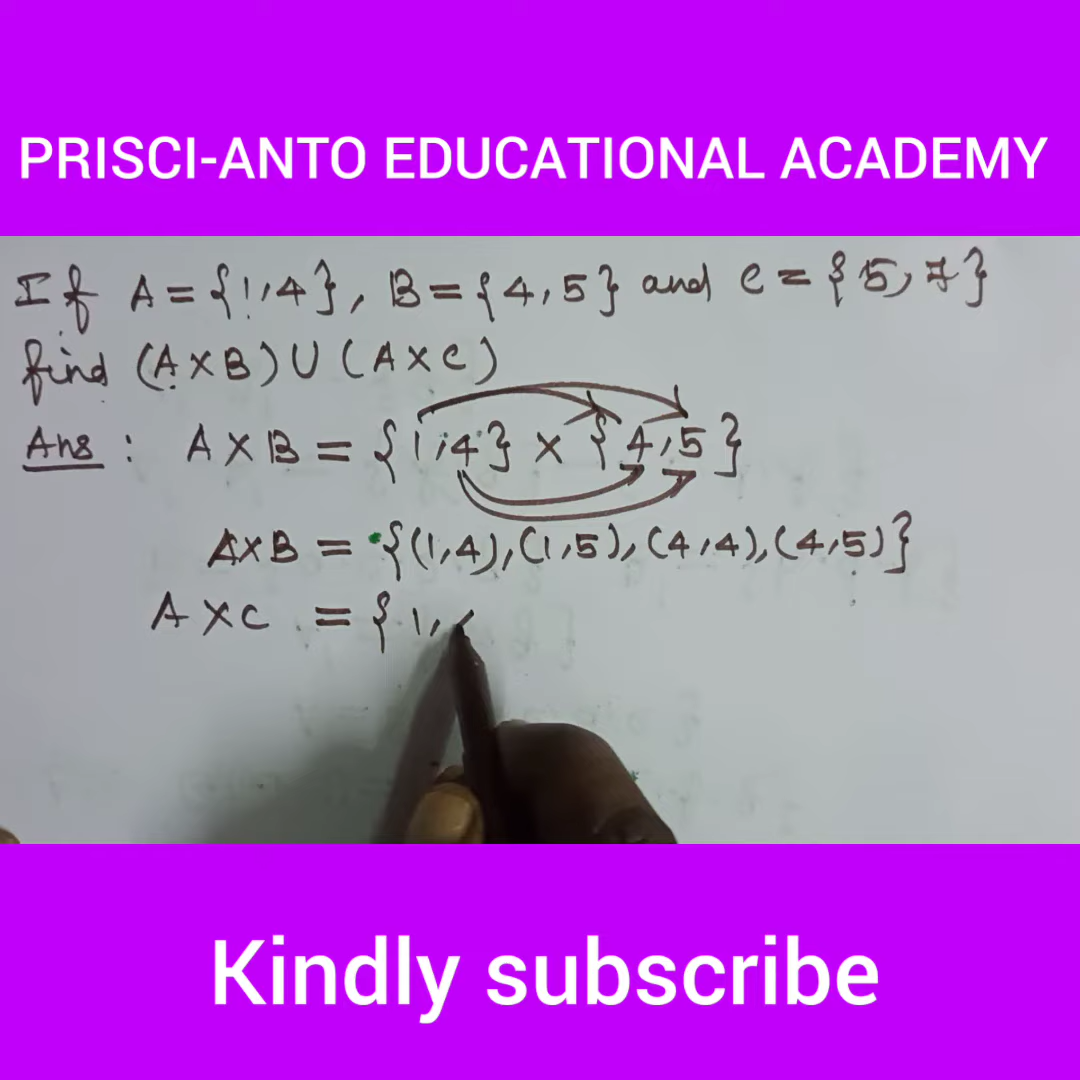 PRISCI-ANTO EDUCATIONAL ACADEMY
If A = {1,4}, B = {4,5} and C = {5,7}
find (A×B)∪(A×C)
Ans : A×B = {1,4} × {4,5}
A×B = {(1,4),(1,5),(4,4),(4,5)}
A×C = {1,
Kindly subscribe